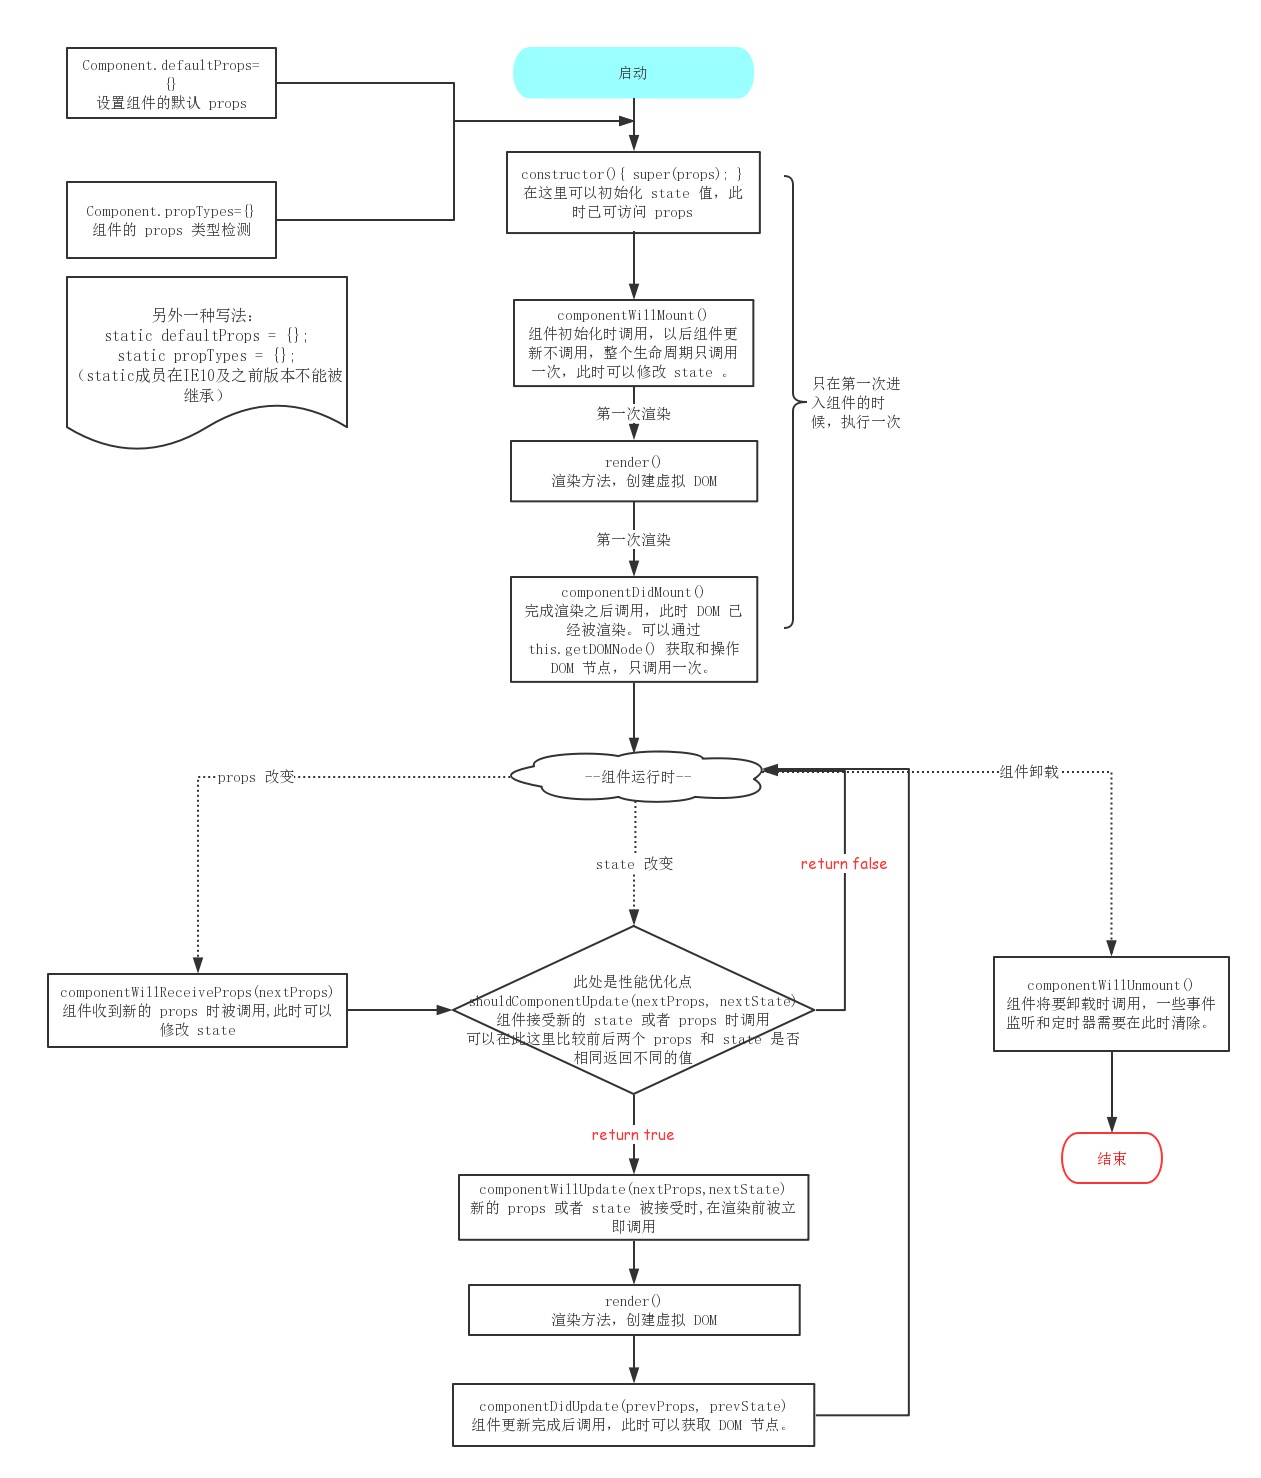 Component.defaultProps=
{}
设置组件的默认 props
启动
constructor(){ super(props); }
在这里可以初始化 state 值，此
时已可访问 props
Component.propTypes={}
组件的 props 类型检测
另外一种写法：
static defaultProps = {};
static propTypes = {};
（static成员在IE10及之前版本不能被
继承）
componentWillMount()
组件初始化时调用，以后组件更
新不调用，整个生命周期只调用
一次，此时可以修改 state 。
只在第一次进
入组件的时
候，执行一次
第一次渲染
render()
渲染方法，创建虚拟 DOM
第一次渲染
componentDidMount()
完成渲染之后调用，此时 DOM 已
经被渲染。可以通过
this.getDOMNode() 获取和操作
DOM 节点，只调用一次。
--组件运行时--
props 改变
组件卸载
state 改变
return false
componentWillReceiveProps(nextProps)
组件收到新的 props 时被调用,此时可以
修改 state
此处是性能优化点
shouldComponentUpdate(nextProps, nextState)
组件接受新的 state 或者 props 时调用
可以在此这里比较前后两个 props 和 state 是否
相同返回不同的值
componentWillUnmount()
组件将要卸载时调用，一些事件
监听和定时器需要在此时清除。
return true
结束
componentWillUpdate(nextProps,nextState)
新的 props 或者 state 被接受时,在渲染前被立
即调用
render()
渲染方法，创建虚拟 DOM
componentDidUpdate(prevProps, prevState)
组件更新完成后调用，此时可以获取 DOM 节点。